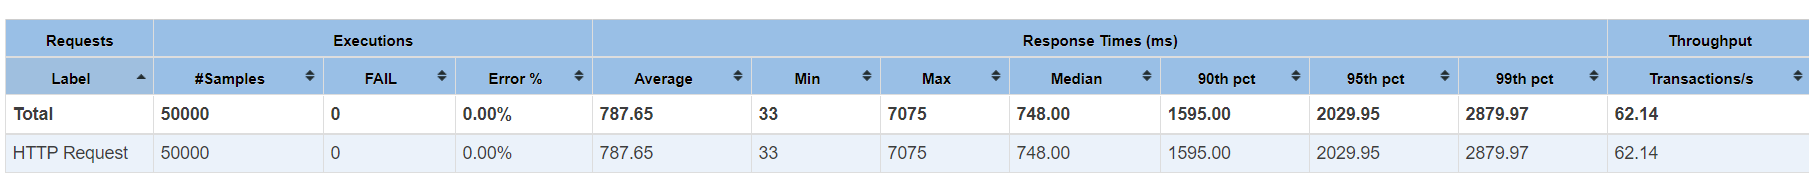 Requests Executions Response Times (ms) Throughput
Label #Samples FAIL Error % Average Min Max Median 90th pct 95th pct 99th pct Transactions/s
Total 50000 0 0.00% 787.65 33 7075 748.00 1595.00 2029.95 2879.97 62.14
HTTP Request 50000 0 0.00% 787.65 33 7075 748.00 1595.00 2029.95 2879.97 62.14